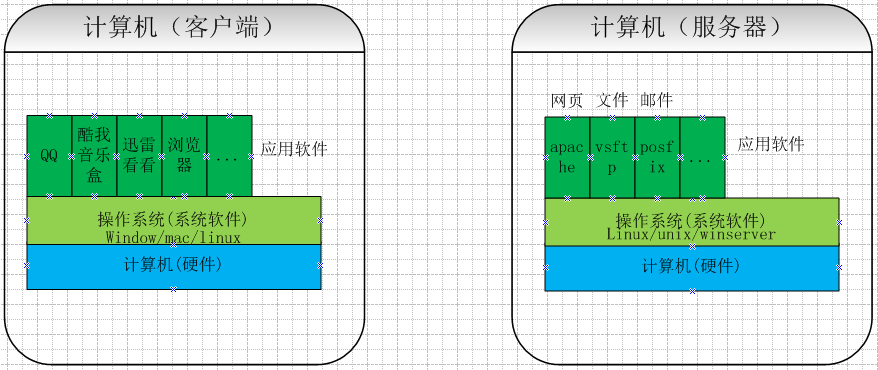 计算机（客户端）
QQ
酷我
音乐
盒
迅雷
看看
浏览
器
...
应用软件
操作系统(系统软件)
Window/mac/linux
计算机(硬件)
计算机（服务器）
网页 文件 邮件
apac
he
vsft
p
posf
ix
...
应用软件
操作系统(系统软件)
Linux/unix/winserver
计算机(硬件)